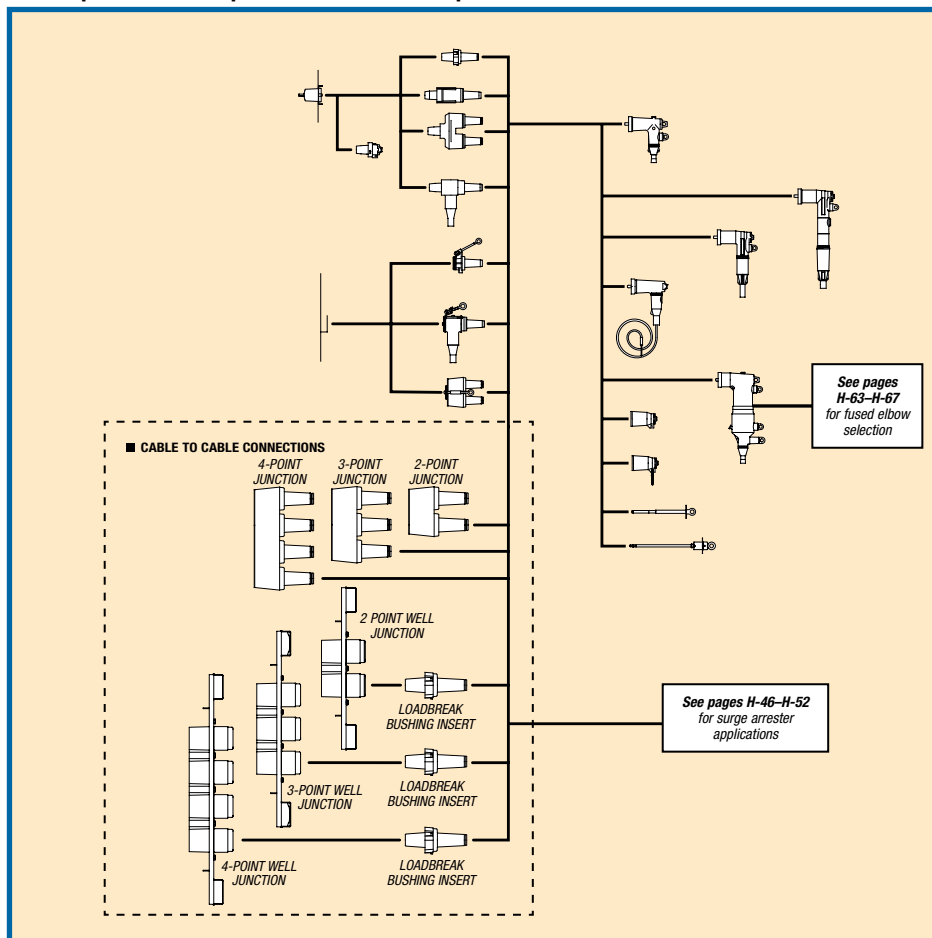 See pages
H-63–H-67
for fused elbow
selection
■ CABLE TO CABLE CONNECTIONS
4-POINT
JUNCTION
3-POINT
JUNCTION
2-POINT
JUNCTION
2 POINT WELL
JUNCTION
LOADBREAK
BUSHING INSERT
See pages H-46–H-52
for surge arrester
applications
3-POINT WELL
JUNCTION
LOADBREAK
BUSHING INSERT
4-POINT WELL
JUNCTION
LOADBREAK
BUSHING INSERT